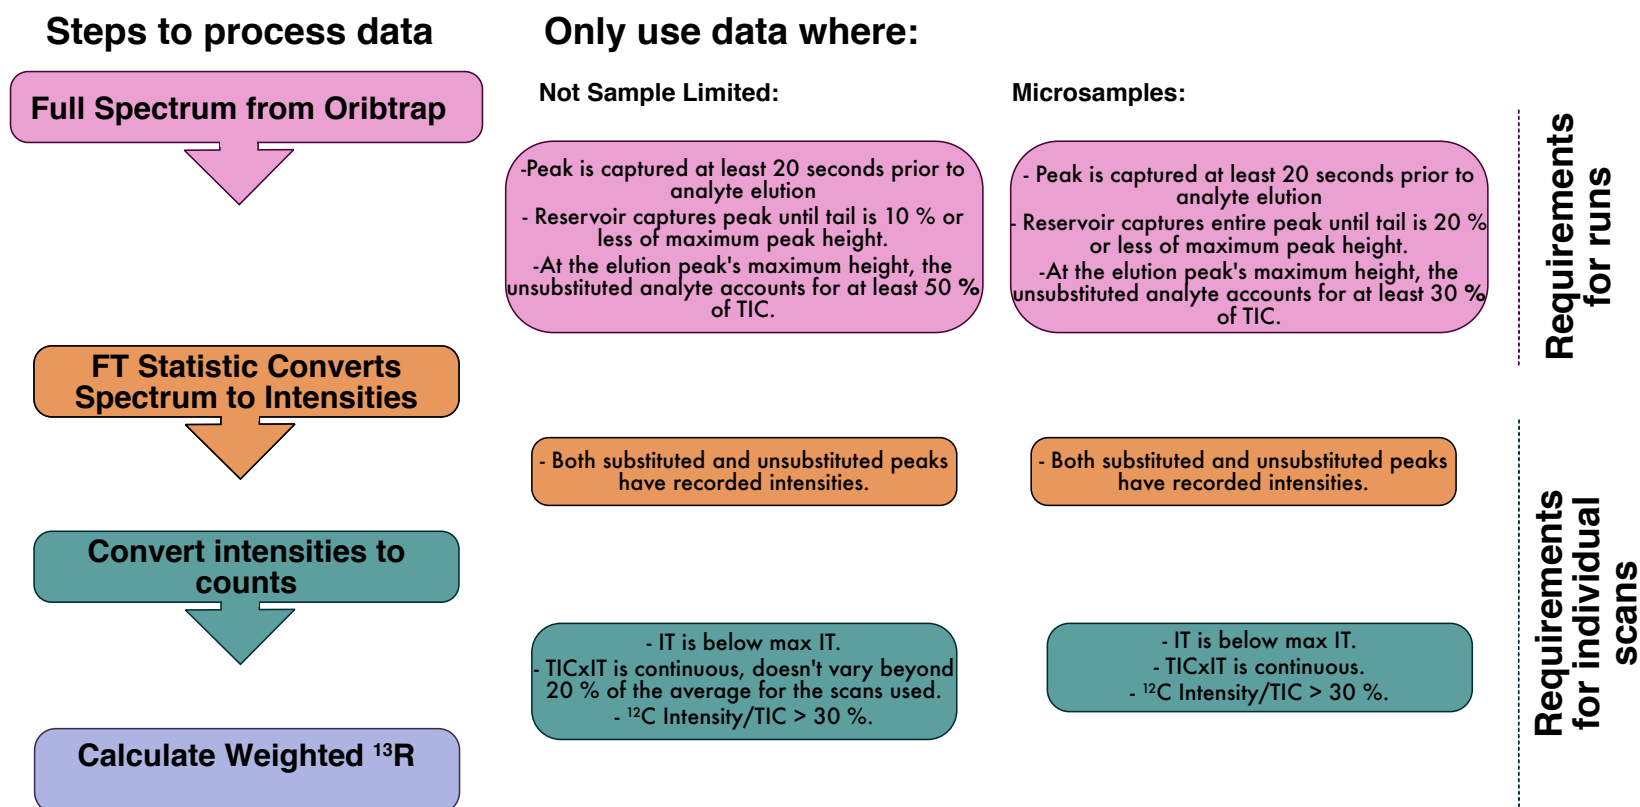 Steps to process data
Only use data where:
Full Spectrum from Oribtrap
Not Sample Limited:
Microsamples:
-Peak is captured at least 20 seconds prior to
analyte elution
- Reservoir captures peak until tail is 10 % or
less of maximum peak height.
-At the elution peak's maximum height, the
unsubstituted analyte accounts for at least 50 %
of TIC.
- Peak is captured at least 20 seconds prior to
analyte elution
- Reservoir captures entire peak until tail is 20 %
or less of maximum peak height.
-At the elution peak's maximum height, the
unsubstituted analyte accounts for at least 30 %
of TIC.
Requirements
for runs
FT Statistic Converts
Spectrum to Intensities
- Both substituted and unsubstituted peaks
have recorded intensities.
- Both substituted and unsubstituted peaks
have recorded intensities.
Convert intensities to
counts
- IT is below max IT.
- TICxIT is continuous, doesn't vary beyond
20 % of the average for the scans used.
- ¹²C Intensity/TIC > 30 %.
- IT is below max IT.
- TICxIT is continuous.
- ¹²C Intensity/TIC > 30 %.
Requirements
for individual
scans
Calculate Weighted ¹³R